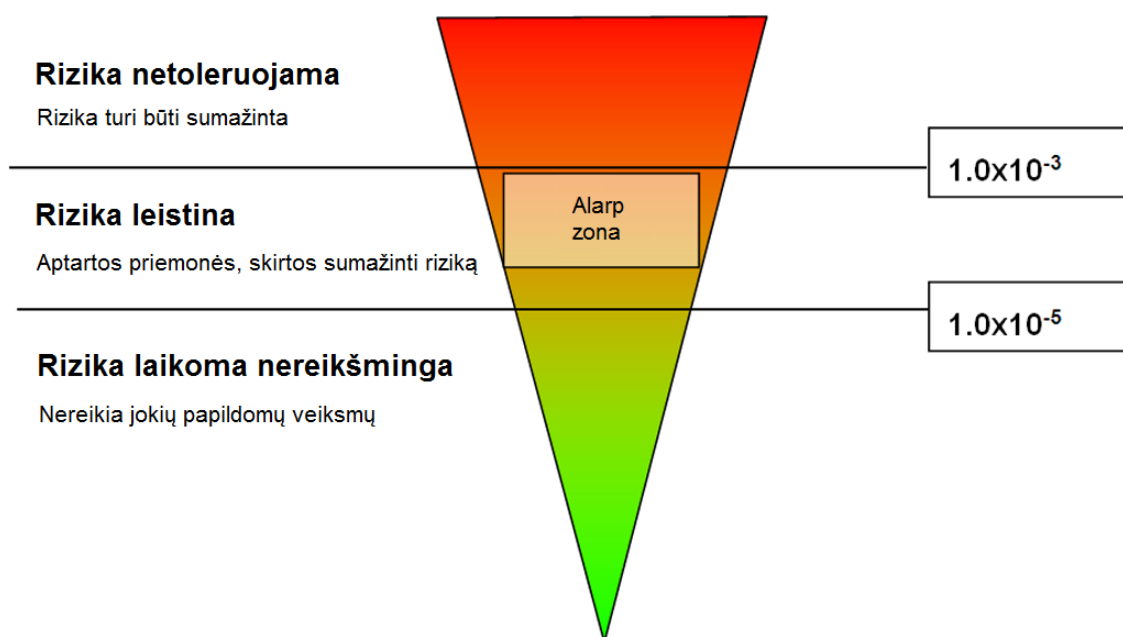 Rizika netoleruojama
Rizika turi būti sumažinta
1.0x10⁻³
Rizika leistina
Alarp
zona
Aptartos priemonės, skirtos sumažinti riziką
1.0x10⁻⁵
Rizika laikoma nereikšminga
Nereikia jokių papildomų veiksmų